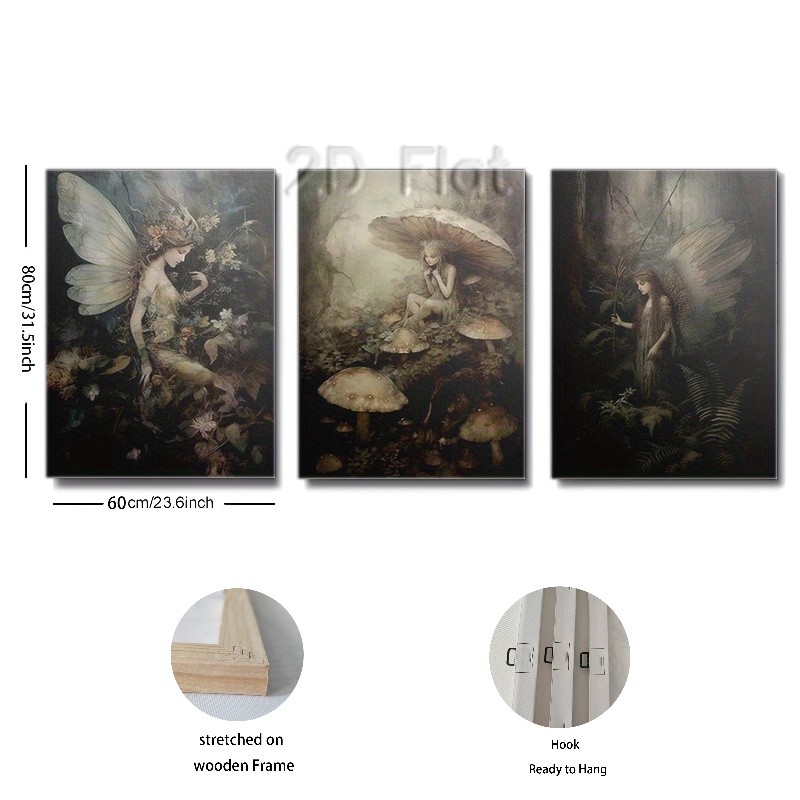 2D Flat
80cm/31.5inch
60cm/23.6inch
stretched on
wooden Frame
Hook
Ready to Hang